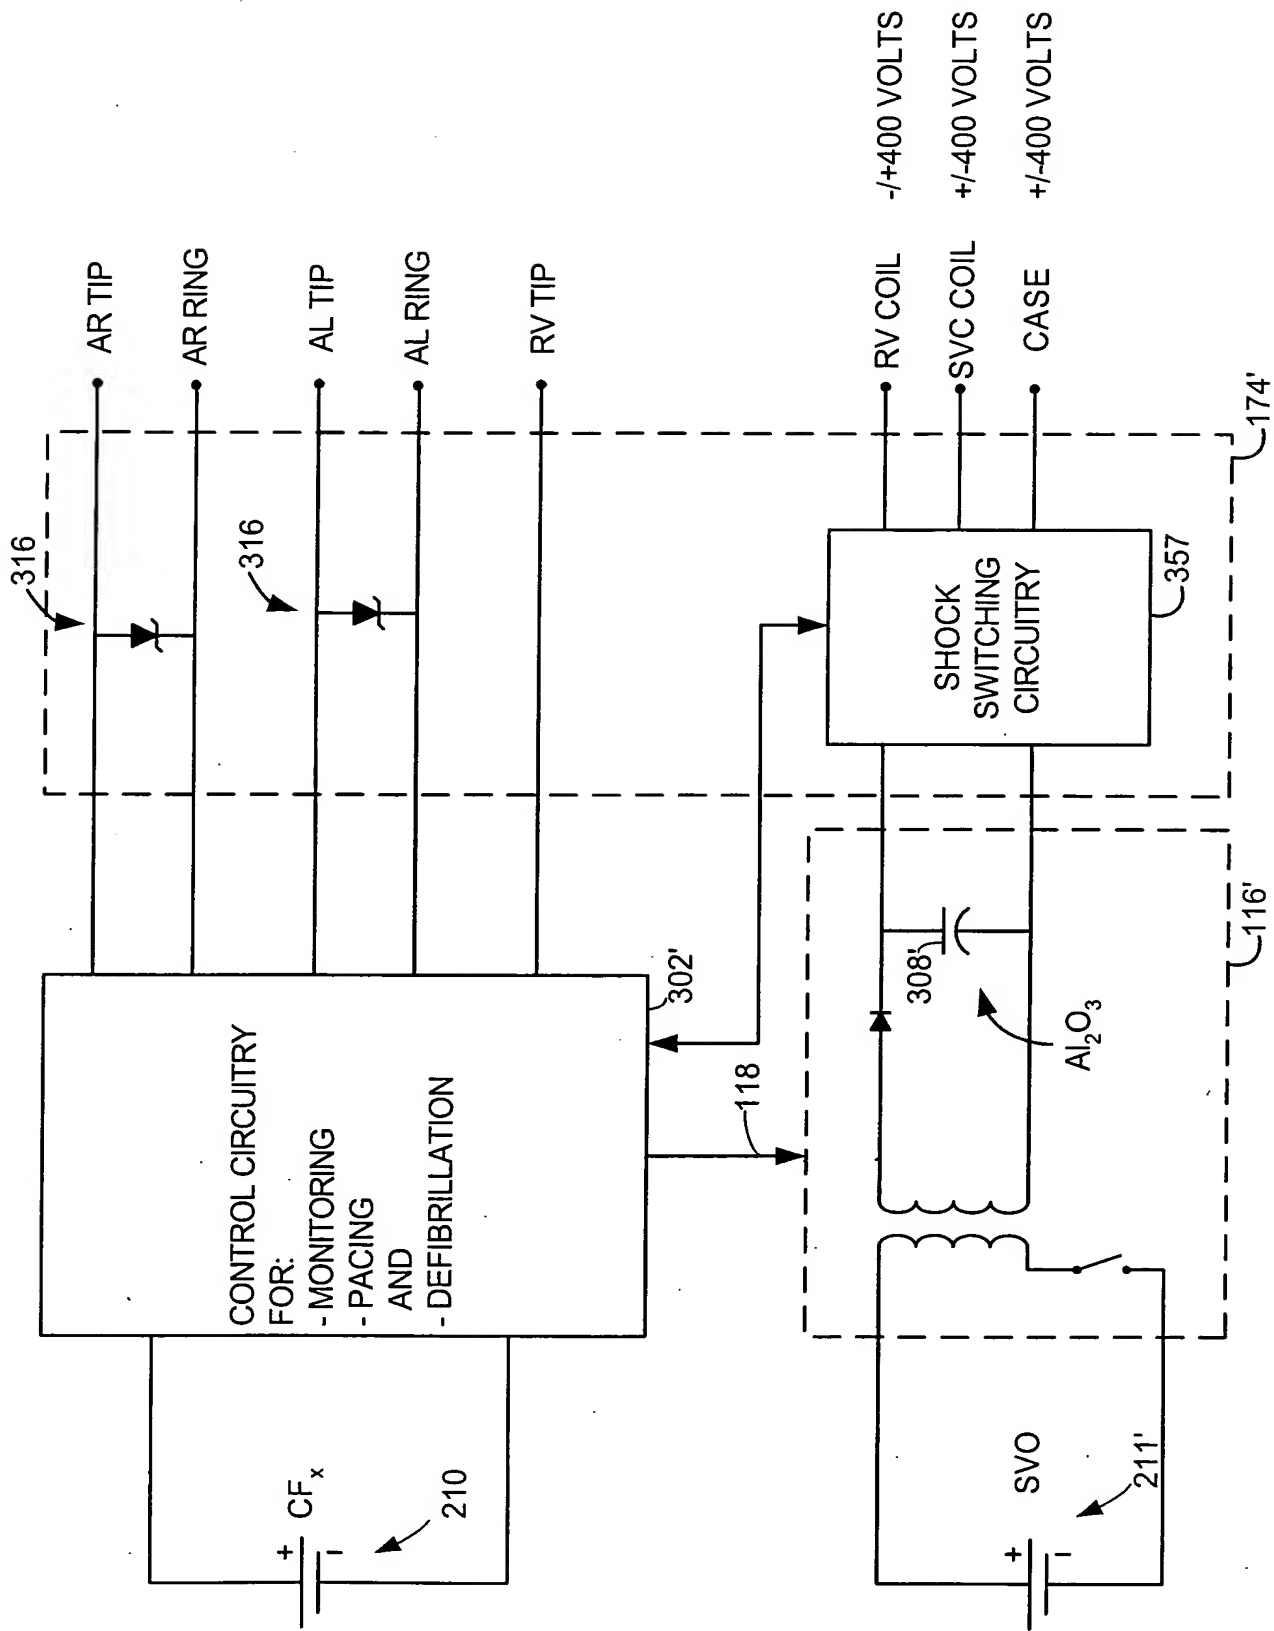 316
AR TIP
AR RING
316
AL TIP
AL RING
RV TIP
CONTROL CIRCUITRY
FOR:
- MONITORING
- PACING
AND
- DEFIBRILLATION
302'
+
CFₓ
−
210
118
SHOCK
SWITCHING
CIRCUITRY
357
RV COIL -/+400 VOLTS
SVC COIL +/-400 VOLTS
CASE +/-400 VOLTS
174'
308'
Al₂O₃
116'
SVO
+
−
211'